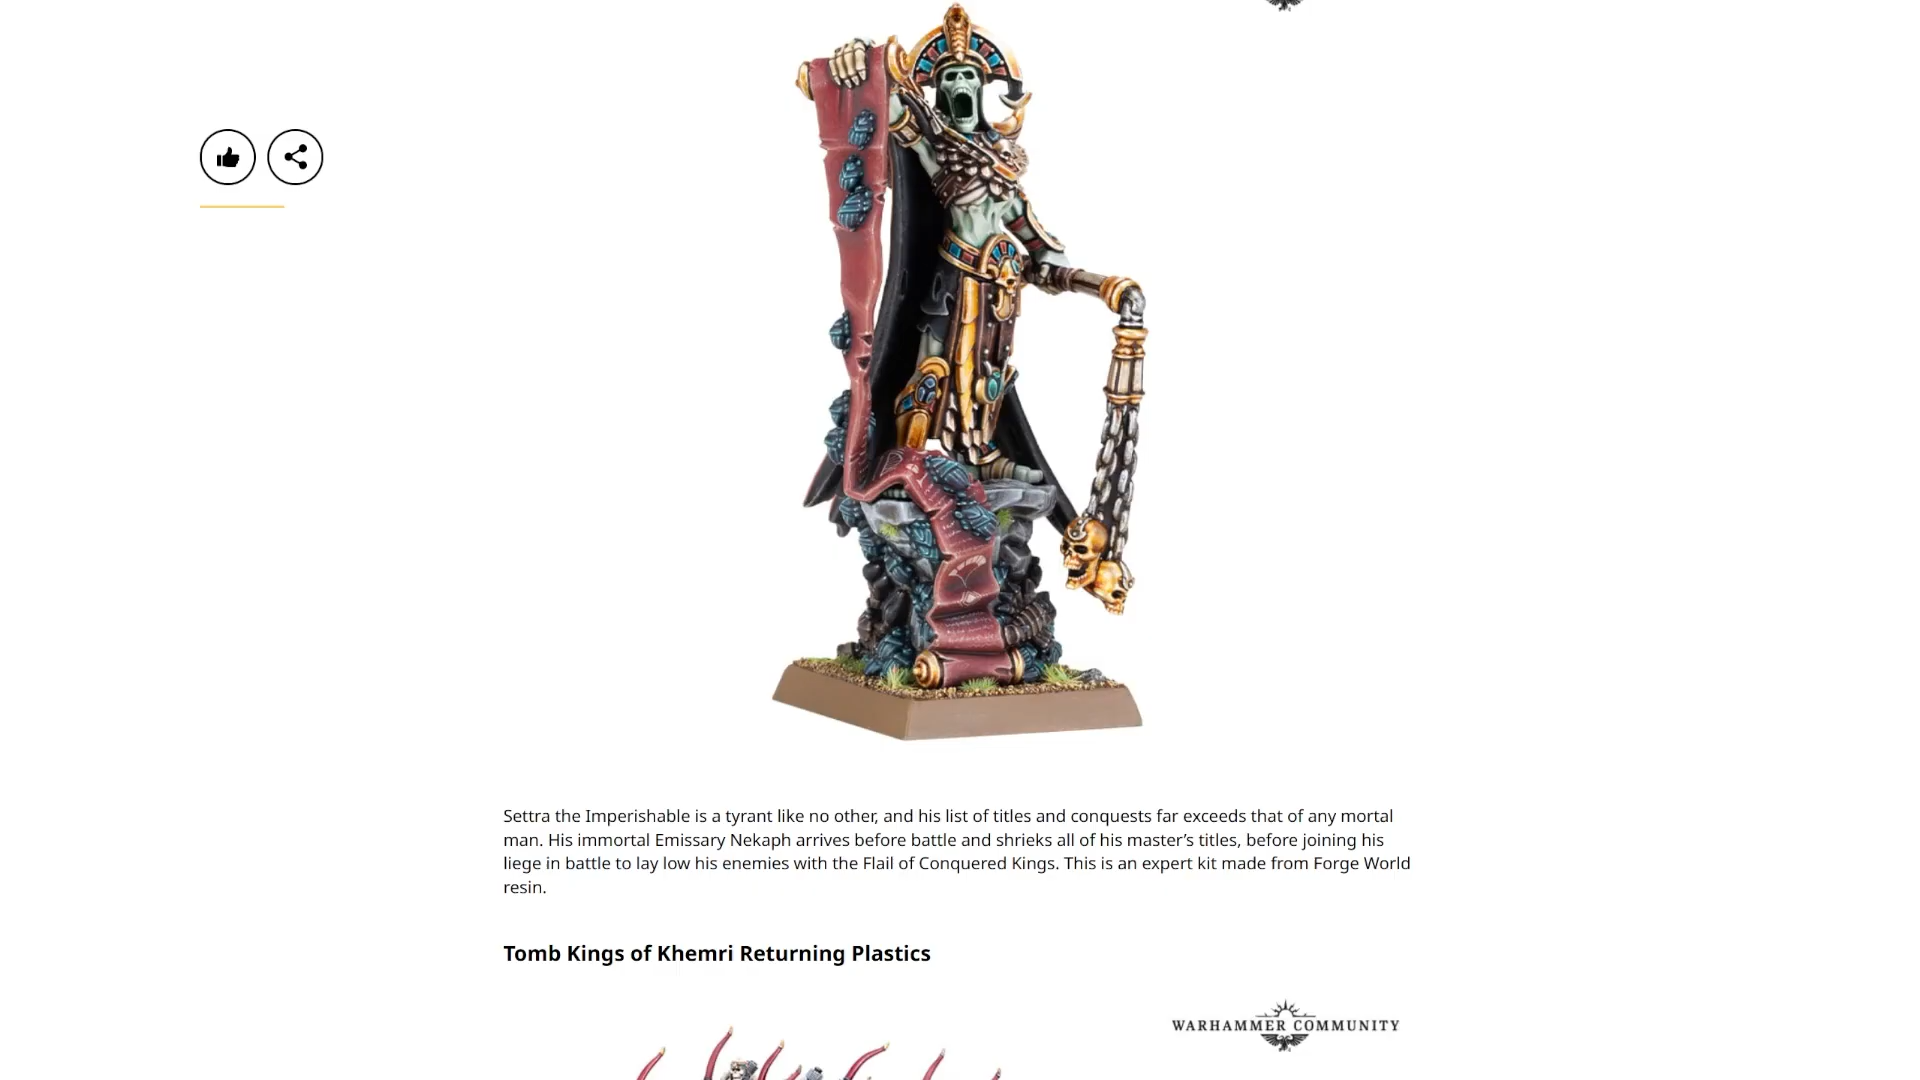 Settra the Imperishable is a tyrant like no other, and his list of titles and conquests far exceeds that of any mortal
man. His immortal Emissary Nekaph arrives before battle and shrieks all of his master’s titles, before joining his
liege in battle to lay low his enemies with the Flail of Conquered Kings. This is an expert kit made from Forge World
resin.
Tomb Kings of Khemri Returning Plastics
WARHAMMER COMMUNITY